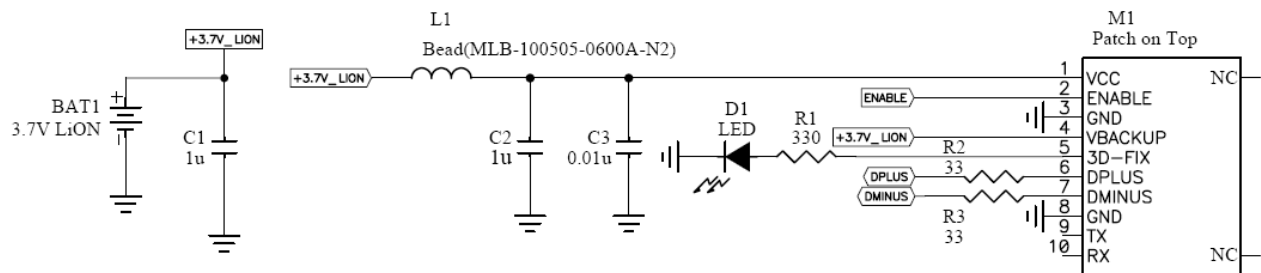 L1
Bead(MLB-100505-0600A-N2)
M1
Patch on Top
+3.7V_LION
+3.7V_LION
BAT1
3.7V LiON
+
C1
1u
C2
1u
C3
0.01u
D1
LED
R1
330
ENABLE
+3.7V_LION
R2
33
DPLUS
DMINUS
R3
33
1 VCC
2 ENABLE
3 GND
4 VBACKUP
5 3D-FIX
6 DPLUS
7 DMINUS
8 GND
9 TX
10 RX
NC
NC